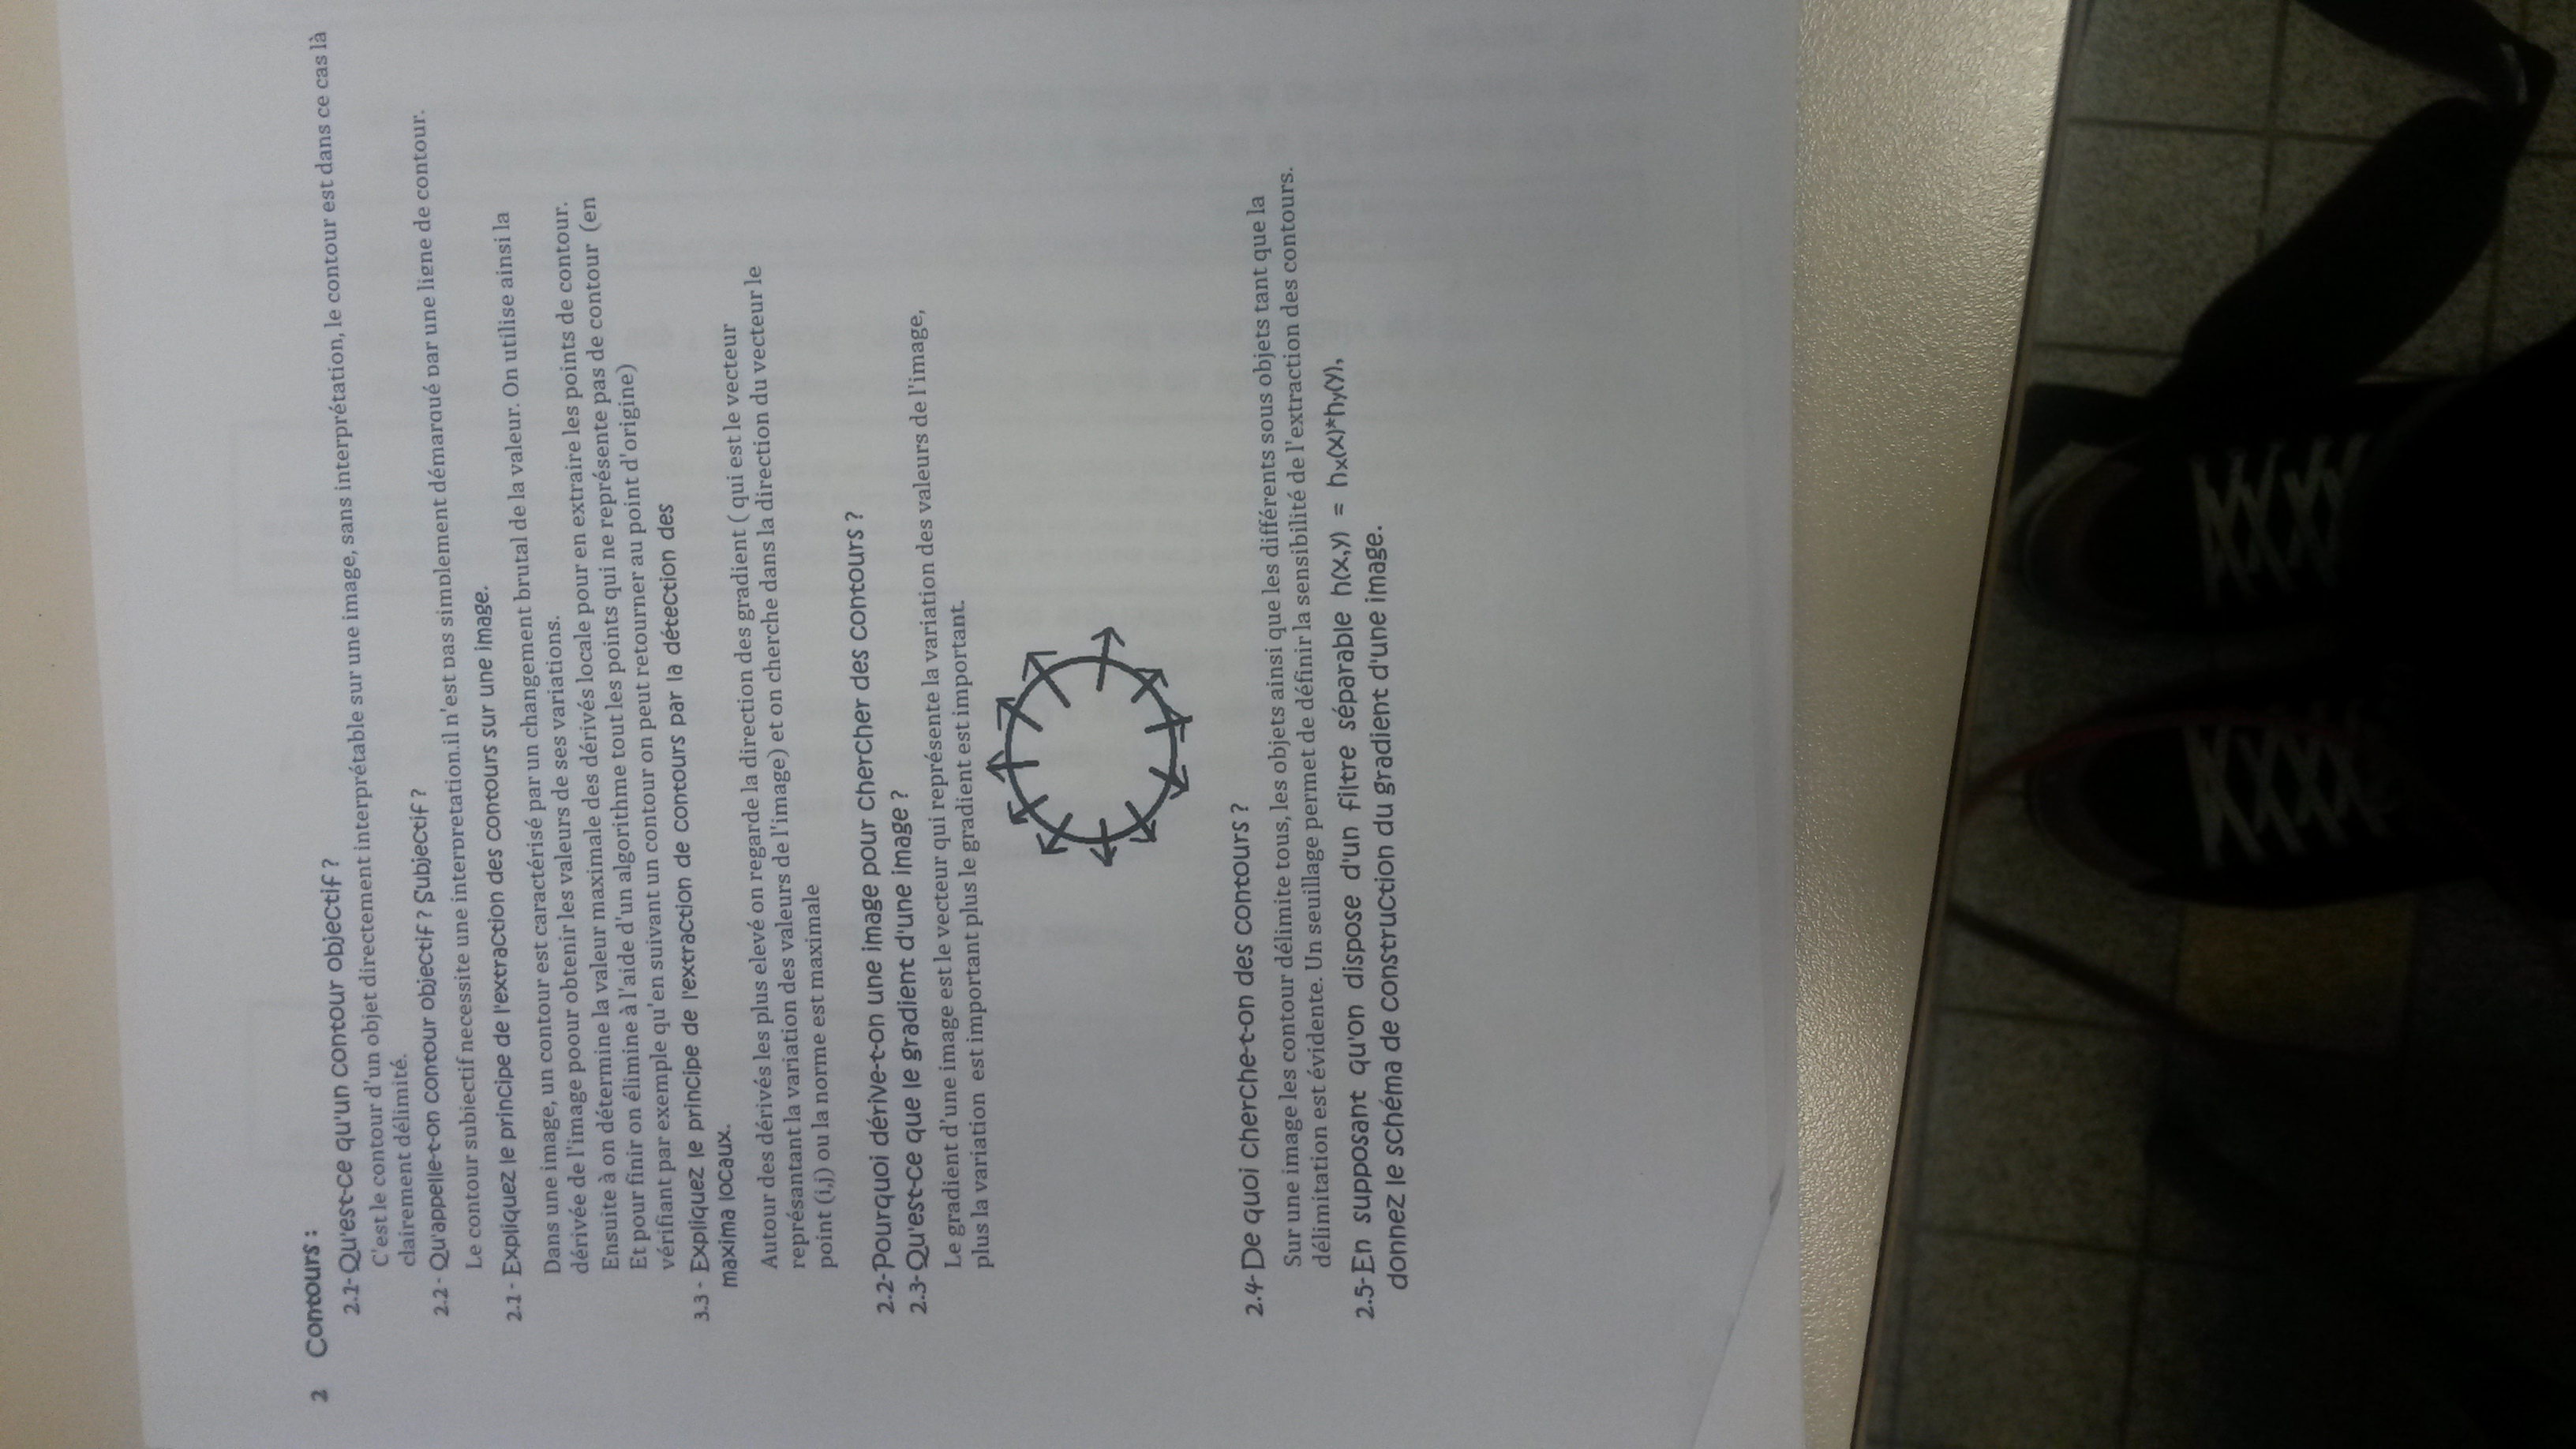 2 Contours :
2.1-Qu'est-ce qu'un contour objectif ?
C'est le contour d'un objet directement interprétable sur une image, sans interprétation, le contour est dans ce cas là
clairement délimité.
2.2 - Qu'appelle-t-on contour objectif ? Subjectif ?
Le contour subjectif necessite une interpretation.il n'est pas simplement démarqué par une ligne de contour.
2.1 - Expliquez le principe de l'extraction des contours sur une image.
Dans une image, un contour est caractérisé par un changement brutal de la valeur. On utilise ainsi la
dérivée de l'image poour obtenir les valeurs de ses variations.
Ensuite à on détermine la valeur maximale des dérivés locale pour en extraire les points de contour.
Et pour finir on élimine à l'aide d'un algorithme tout les points qui ne représente pas de contour (en
vérifiant par exemple qu'en suivant un contour on peut retourner au point d'origine)
3.3 - Expliquez le principe de l'extraction de contours par la détection des
maxima locaux.
Autour des dérivés les plus elevé on regarde la direction des gradient ( qui est le vecteur
représantant la variation des valeurs de l'image) et on cherche dans la direction du vecteur le
point (i,j) ou la norme est maximale
2.2-Pourquoi dérive-t-on une image pour chercher des contours ?
2.3-Qu'est-ce que le gradient d'une image ?
Le gradient d'une image est le vecteur qui représente la variation des valeurs de l'image,
plus la variation est important plus le gradient est important.
2.4-De quoi cherche-t-on des contours ?
Sur une image les contour délimite tous, les objets ainsi que les différents sous objets tant que la
délimitation est évidente. Un seuillage permet de définir la sensibilité de l'extraction des contours.
2.5-En supposant qu'on dispose d'un filtre séparable h(x,y) = hx(x)*hy(y),
donnez le schéma de construction du gradient d'une image.